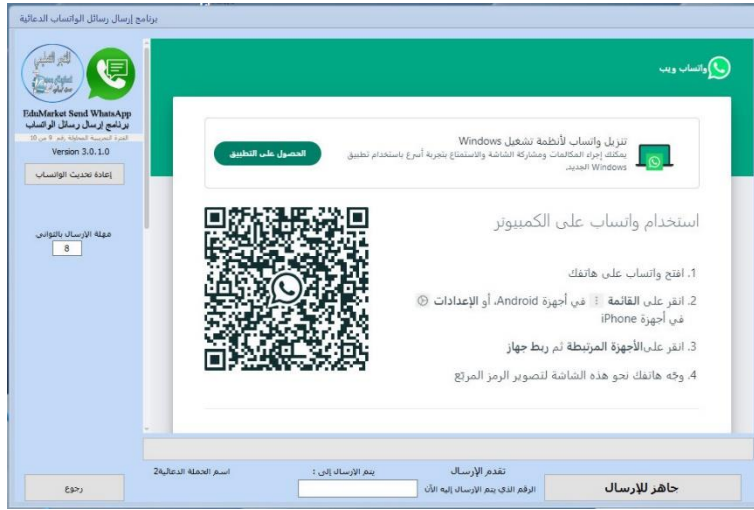 برنامج إرسال رسائل الواتساب الدعائية
EduMarket Send WhatsApp
برنامج إرسال رسائل الواتساب
Version 3.0.1.0
إعادة تحديث الواتساب
مهلة الإرسال بالثواني
8
واتساب ويب
تنزيل واتساب لأنظمة تشغيل Windows
يمكنك إجراء المكالمات ومشاركة الشاشة والاستمتاع بتجربة أسرع باستخدام تطبيق
Windows الجديد.
الحصول على التطبيق
استخدام واتساب على الكمبيوتر
1. افتح واتساب على هاتفك
2. انقر على القائمة في أجهزة Android، أو الإعدادات
في أجهزة iPhone
3. انقر على الأجهزة المرتبطة ثم ربط جهاز
4. وجّه هاتفك نحو هذه الشاشة لتصوير الرمز المربّع
تقدم الإرسال
يتم الإرسال إلى :
اسم الحملة الدعائية2
جاهز للإرسال
الرقم الذي يتم الإرسال إليه الآن
رجوع